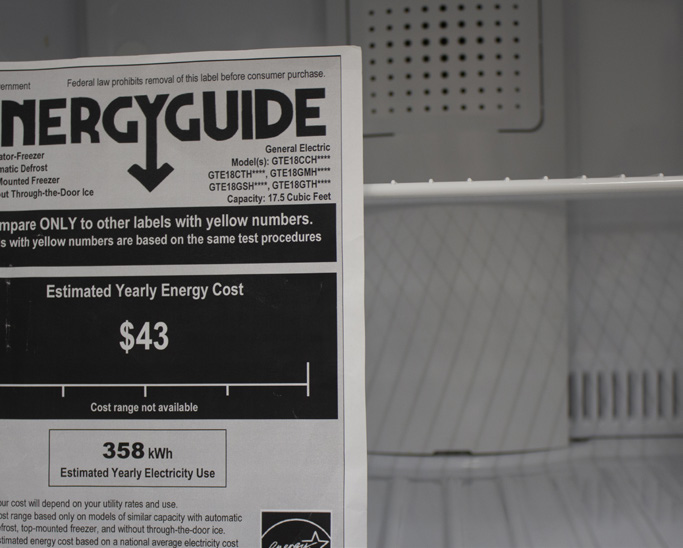 ernment Federal law prohibits removal of this label before consumer purchase.
NERGYGUIDE
ator-Freezer
matic Defrost
Mounted Freezer
ut Through-the-Door Ice
General Electric
Model(s): GTE18CCH****
GTE18CTH****, GTE18GMH****
GTE18GSH****, GTE18GTH****
Capacity: 17.5 Cubic Feet
mpare ONLY to other labels with yellow numbers.
s with yellow numbers are based on the same test procedures
Estimated Yearly Energy Cost
$43
Cost range not available
358 kWh
Estimated Yearly Electricity Use
ur cost will depend on your utility rates and use.
st range based only on models of similar capacity with automatic
frost, top-mounted freezer, and without through-the-door ice.
timated energy cost based on a national average electricity cost